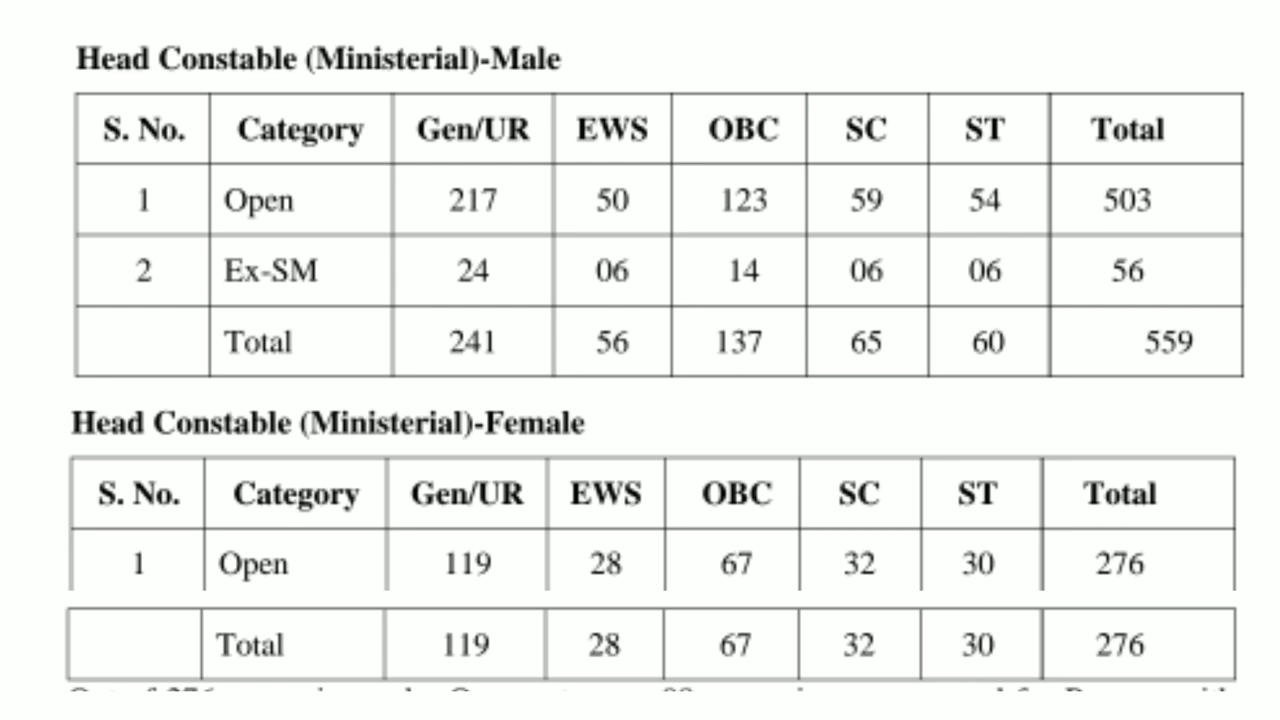 Head Constable (Ministerial)-Male
S. No. Category Gen/UR EWS OBC SC ST Total
1 Open 217 50 123 59 54 503
2 Ex-SM 24 06 14 06 06 56
Total 241 56 137 65 60 559
Head Constable (Ministerial)-Female
S. No. Category Gen/UR EWS OBC SC ST Total
1 Open 119 28 67 32 30 276
Total 119 28 67 32 30 276